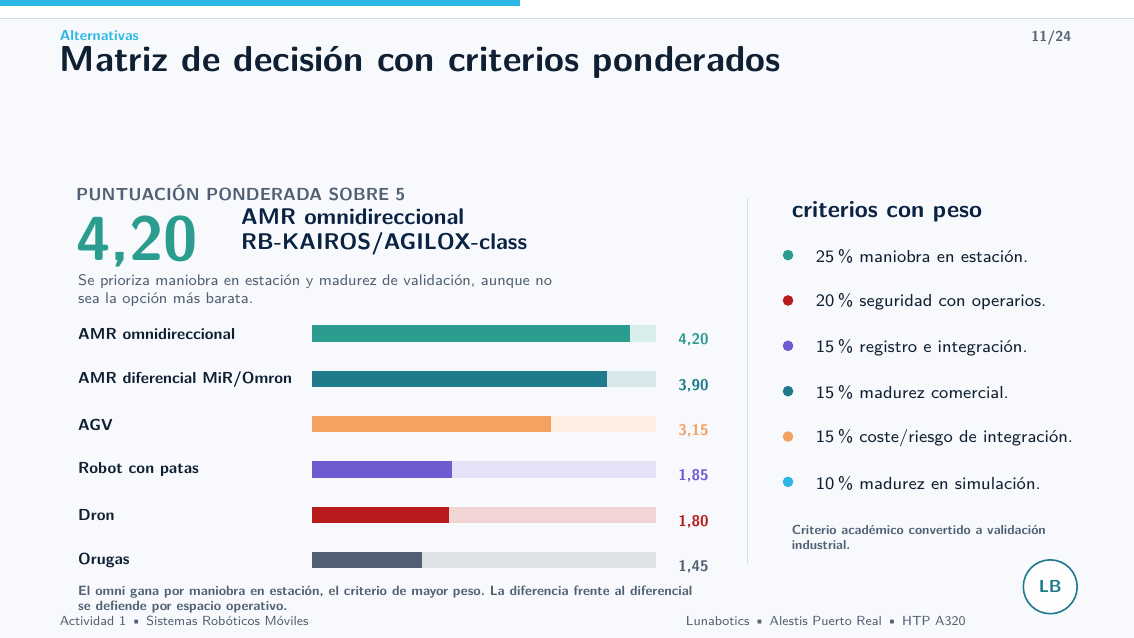 Alternativas
11/24
Matriz de decisión con criterios ponderados
PUNTUACIÓN PONDERADA SOBRE 5
4,20
AMR omnidireccional
RB-KAIROS/AGILOX-class
Se prioriza maniobra en estación y madurez de validación, aunque no
sea la opción más barata.
AMR omnidireccional 4,20
AMR diferencial MiR/Omron 3,90
AGV 3,15
Robot con patas 1,85
Dron 1,80
Orugas 1,45
El omni gana por maniobra en estación, el criterio de mayor peso. La diferencia frente al diferencial
se defiende por espacio operativo.
criterios con peso
25 % maniobra en estación.
20 % seguridad con operarios.
15 % registro e integración.
15 % madurez comercial.
15 % coste/riesgo de integración.
10 % madurez en simulación.
Criterio académico convertido a validación
industrial.
LB
Actividad 1 ▪ Sistemas Robóticos Móviles
Lunabotics ▪ Alestis Puerto Real ▪ HTP A320